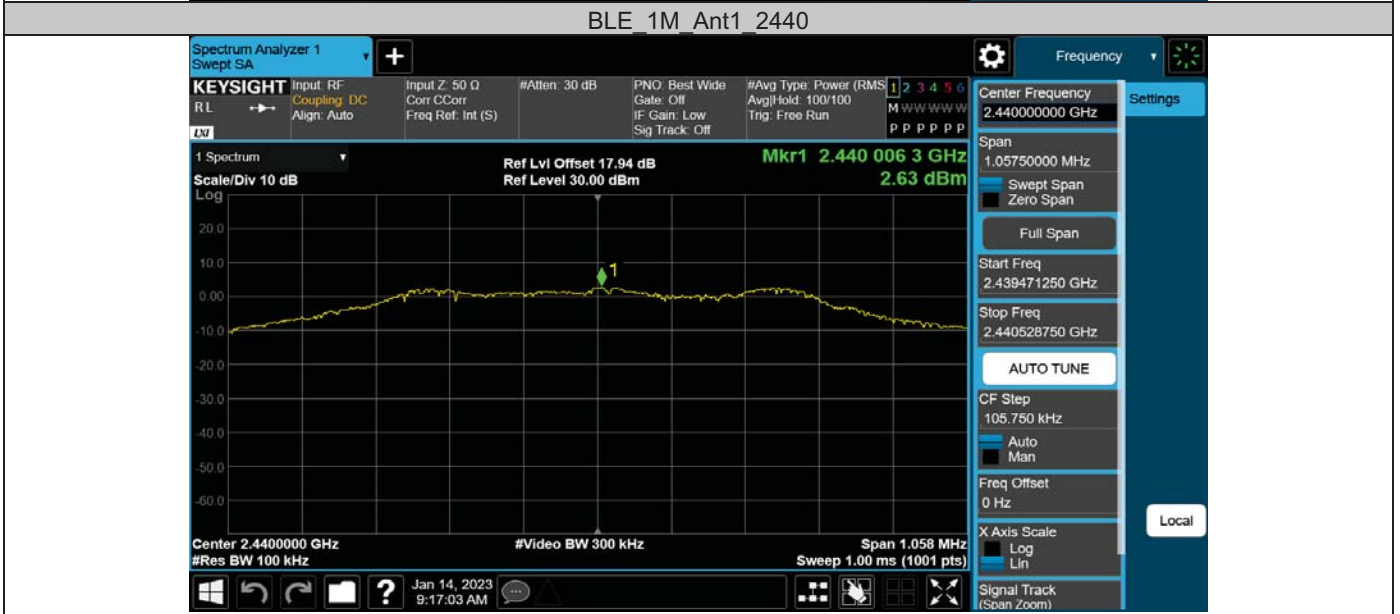 BLE_1M_Ant1_2440
Spectrum Analyzer 1
Swept SA
+
Frequency
KEYSIGHT
RL
LXI
Input: RF
Coupling: DC
Align: Auto
Input Z: 50 Ω
Corr CCorr
Freq Ref: Int (S)
#Atten: 30 dB
PNO: Best Wide
Gate: Off
IF Gain: Low
Sig Track: Off
#Avg Type: Power (RMS
Avg|Hold: 100/100
Trig: Free Run
1 2 3 4 5 6
M W W W W W
P P P P P P
1 Spectrum
Scale/Div 10 dB
Ref Lvl Offset 17.94 dB
Ref Level 30.00 dBm
Mkr1 2.440 006 3 GHz
2.63 dBm
Log
20.0
10.0
0.00
-10.0
-20.0
-30.0
-40.0
-50.0
-60.0
1
Center 2.4400000 GHz
#Res BW 100 kHz
#Video BW 300 kHz
Span 1.058 MHz
Sweep 1.00 ms (1001 pts)
Center Frequency
2.440000000 GHz
Span
1.05750000 MHz
Swept Span
Zero Span
Full Span
Start Freq
2.439471250 GHz
Stop Freq
2.440528750 GHz
AUTO TUNE
CF Step
105.750 kHz
Auto
Man
Freq Offset
0 Hz
X Axis Scale
Log
Lin
Signal Track
(Span Zoom)
Settings
Local
?
Jan 14, 2023
9:17:03 AM